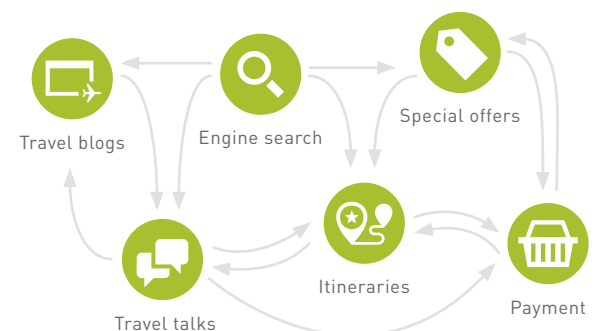 Special offers
Engine search
Travel blogs
Itineraries
Payment
Travel talks